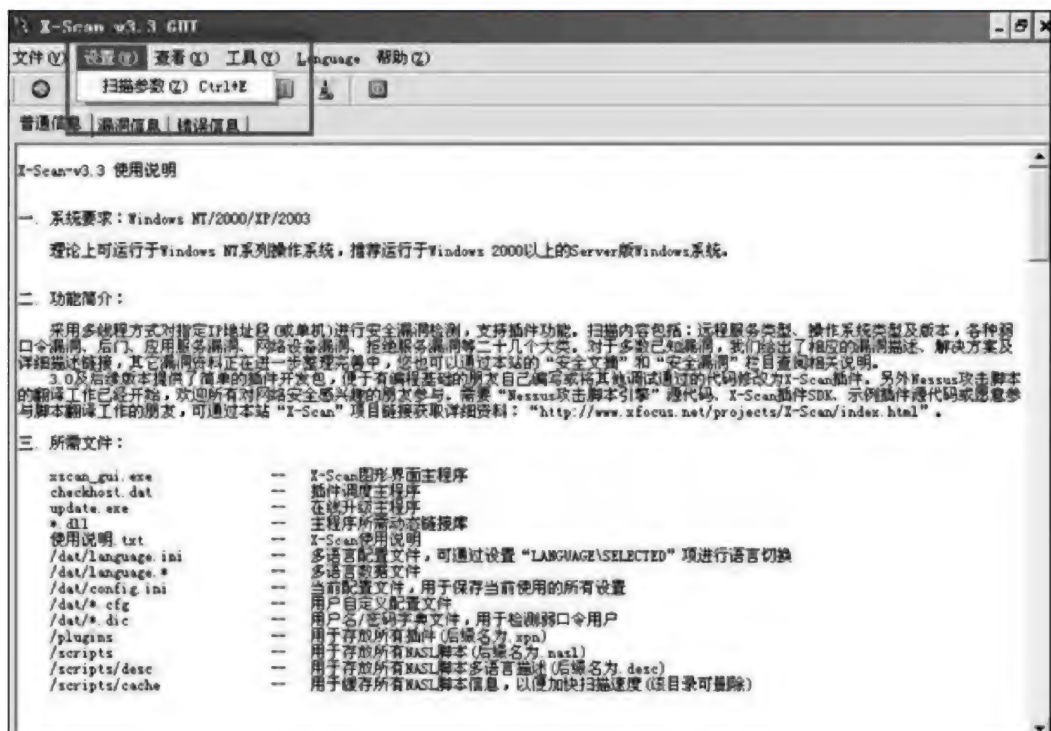 X-Scan v3.3 GUI
文件(V) 设置(W) 查看(X) 工具(Y) Language 帮助(Z)
扫描参数(Z) Ctrl+E
普通信息 漏洞信息 错误信息
X-Scan-v3.3 使用说明
一. 系统要求：Windows NT/2000/XP/2003
理论上可运行于Windows NT系列操作系统，推荐运行于Windows 2000以上的Server版Windows系统。
二. 功能简介：
采用多线程方式对指定IP地址段(或单机)进行安全漏洞检测，支持插件功能。扫描内容包括：远程服务类型、操作系统类型及版本，各种弱
口令漏洞、后门、应用服务漏洞、网络设备漏洞、拒绝服务漏洞等二十几个大类。对于多数已知漏洞，我们给出了相应的漏洞描述、解决方案及
详细描述链接，其它漏洞资料正在进一步整理完善中，您也可以通过本站的“安全文摘”和“安全漏洞”栏目查阅相关说明。
3.0及后续版本提供了简单的插件开发包，便于有编程基础的朋友自己编写或将其他调试通过的代码修改为X-Scan插件。另外Nessus攻击脚本
的翻译工作已经开始，欢迎所有对网络安全感兴趣的朋友参与。需要“Nessus攻击脚本引擎”源代码、X-Scan插件SDK、示例插件源代码或愿意参
与脚本翻译工作的朋友，可通过本站“X-Scan”项目链接获取详细资料：“http://www.xfocus.net/projects/X-Scan/index.html”。
三. 所需文件：
xscan_gui.exe -- X-Scan图形界面主程序
checkhost.dat -- 插件调度主程序
update.exe -- 在线升级主程序
*.dll -- 主程序所需动态链接库
使用说明.txt -- X-Scan使用说明
/dat/language.ini -- 多语言配置文件，可通过设置“LANGUAGE\SELECTED”项进行语言切换
/dat/language.* -- 多语言数据文件
/dat/config.ini -- 当前配置文件，用于保存当前使用的所有设置
/dat/*.cfg -- 用户自定义配置文件
/dat/*.dic -- 用户名/密码字典文件，用于检测弱口令用户
/plugins -- 用于存放所有插件(后缀名为.xpn)
/scripts -- 用于存放所有NASL脚本(后缀名为.nasl)
/scripts/desc -- 用于存放所有NASL脚本多语言描述(后缀名为.desc)
/scripts/cache -- 用于缓存所有NASL脚本信息，以便加快扫描速度(该目录可删除)